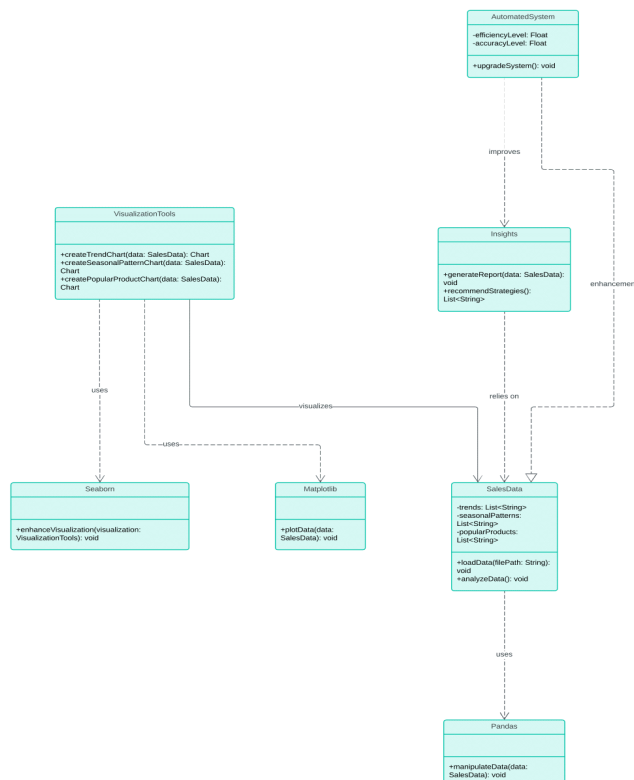 AutomatedSystem
-efficiencyLevel: Float
-accuracyLevel: Float
+upgradeSystem(): void
improves
VisualizationTools
+createTrendChart(data: SalesData): Chart
+createSeasonalPatternChart(data: SalesData):
Chart
+createPopularProductChart(data: SalesData):
Chart
Insights
+generateReport(data: SalesData):
void
+recommendStrategies():
List<String>
enhancemer
uses
relies on
visualizes
uses
Seaborn
+enhanceVisualization(visualization:
VisualizationTools): void
Matplotlib
+plotData(data:
SalesData): void
SalesData
-trends: List<String>
-seasonalPatterns:
List<String>
-popularProducts:
List<String>
+loadData(filePath: String):
void
+analyzeData(): void
uses
Pandas
+manipulateData(data:
SalesData): void